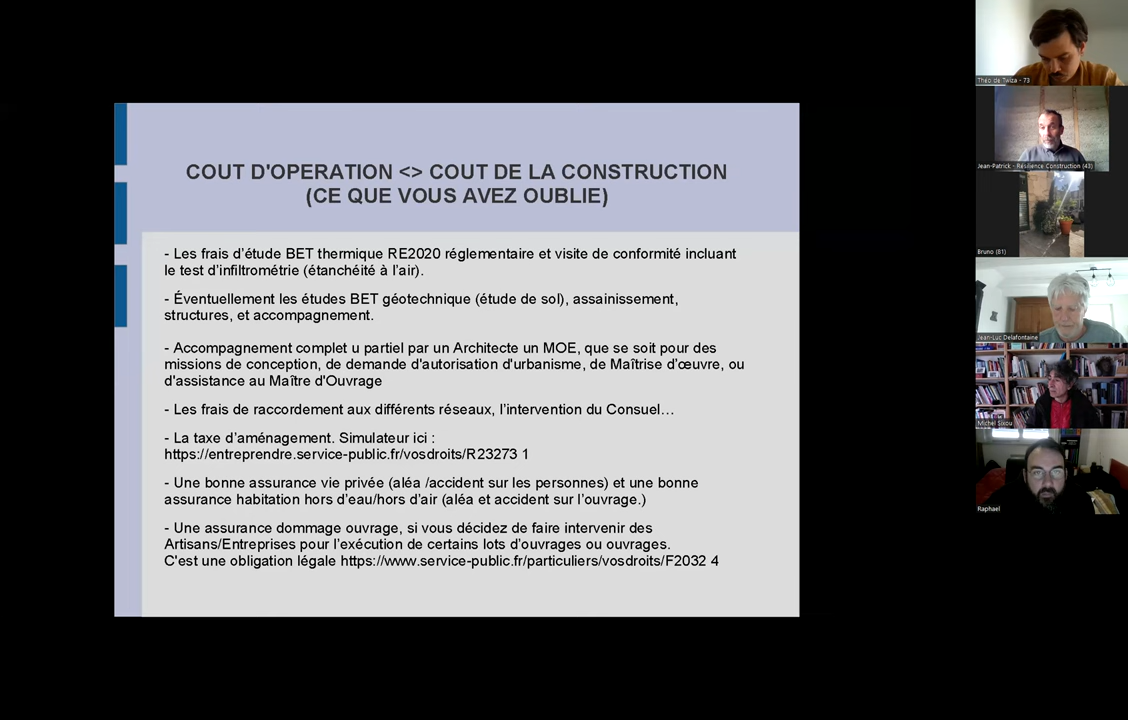 COUT D'OPERATION <> COUT DE LA CONSTRUCTION
(CE QUE VOUS AVEZ OUBLIE)
- Les frais d'étude BET thermique RE2020 réglementaire et visite de conformité incluant
le test d'infiltrométrie (étanchéité à l'air).
- Éventuellement les études BET géotechnique (étude de sol), assainissement,
structures, et accompagnement.
- Accompagnement complet u partiel par un Architecte un MOE, que se soit pour des
missions de conception, de demande d'autorisation d'urbanisme, de Maîtrise d'œuvre, ou
d'assistance au Maître d'Ouvrage
- Les frais de raccordement aux différents réseaux, l'intervention du Consuel…
- La taxe d'aménagement. Simulateur ici :
https://entreprendre.service-public.fr/vosdroits/R23273 1
- Une bonne assurance vie privée (aléa /accident sur les personnes) et une bonne
assurance habitation hors d'eau/hors d'air (aléa et accident sur l'ouvrage.)
- Une assurance dommage ouvrage, si vous décidez de faire intervenir des
Artisans/Entreprises pour l'exécution de certains lots d'ouvrages ou ouvrages.
C'est une obligation légale https://www.service-public.fr/particuliers/vosdroits/F2032 4
Théo de Twiza - 73
Jean-Patrick - Résilience Construction (43)
Bruno (81)
Jean-Luc Delafontaine
Michel Sikou
Raphael